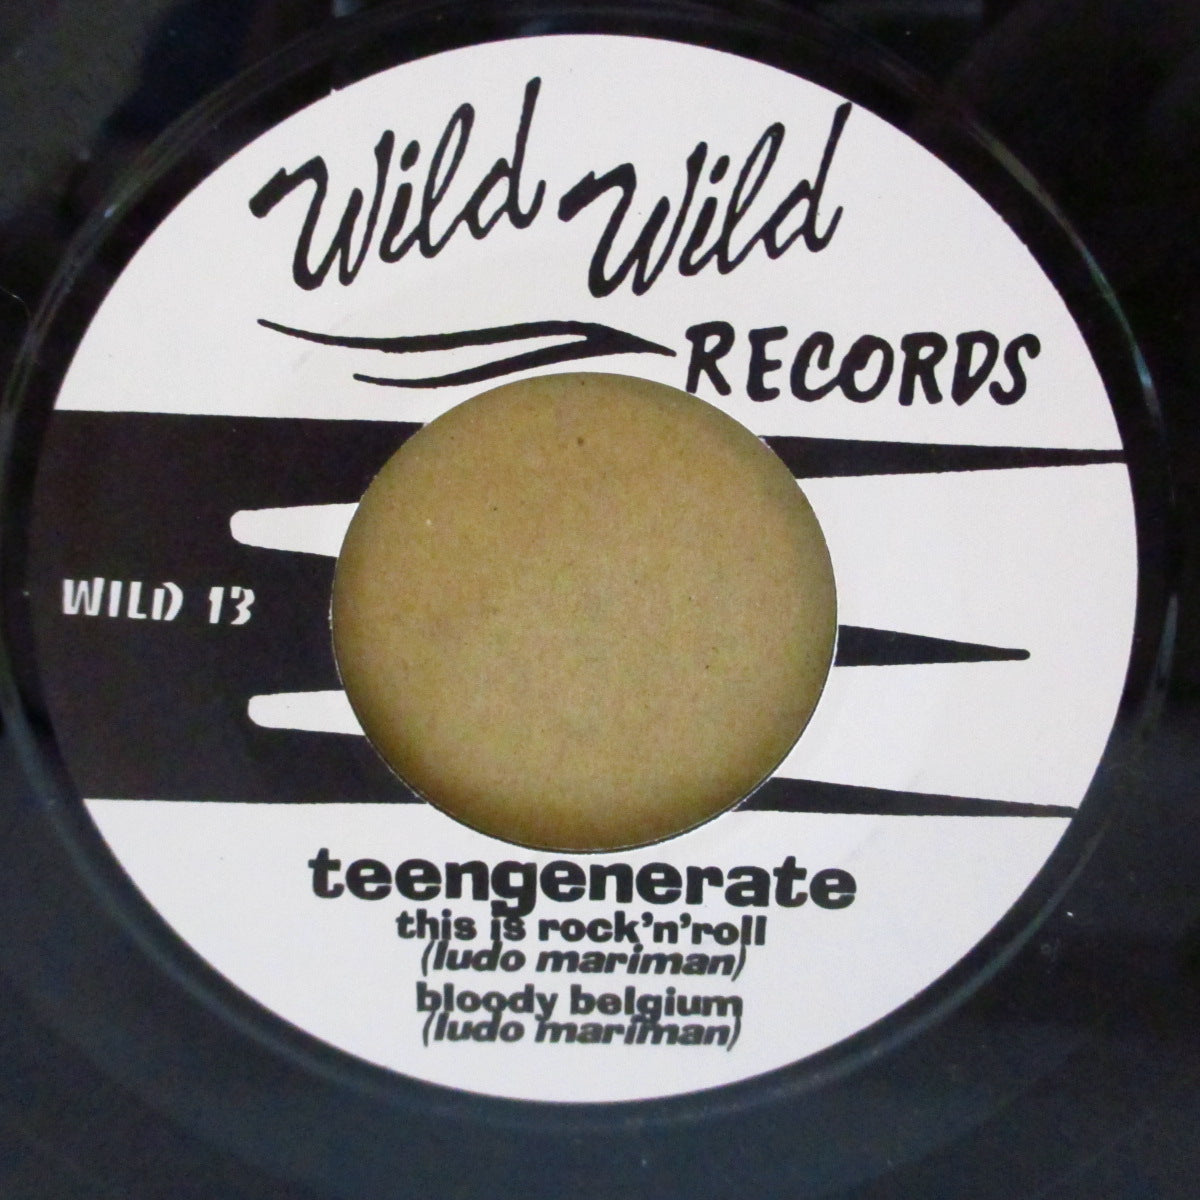 Wild Wild
RECORDS
WILD 13
teengenerate
this is rock'n'roll
(ludo mariman)
bloody belgium
(ludo mariman)